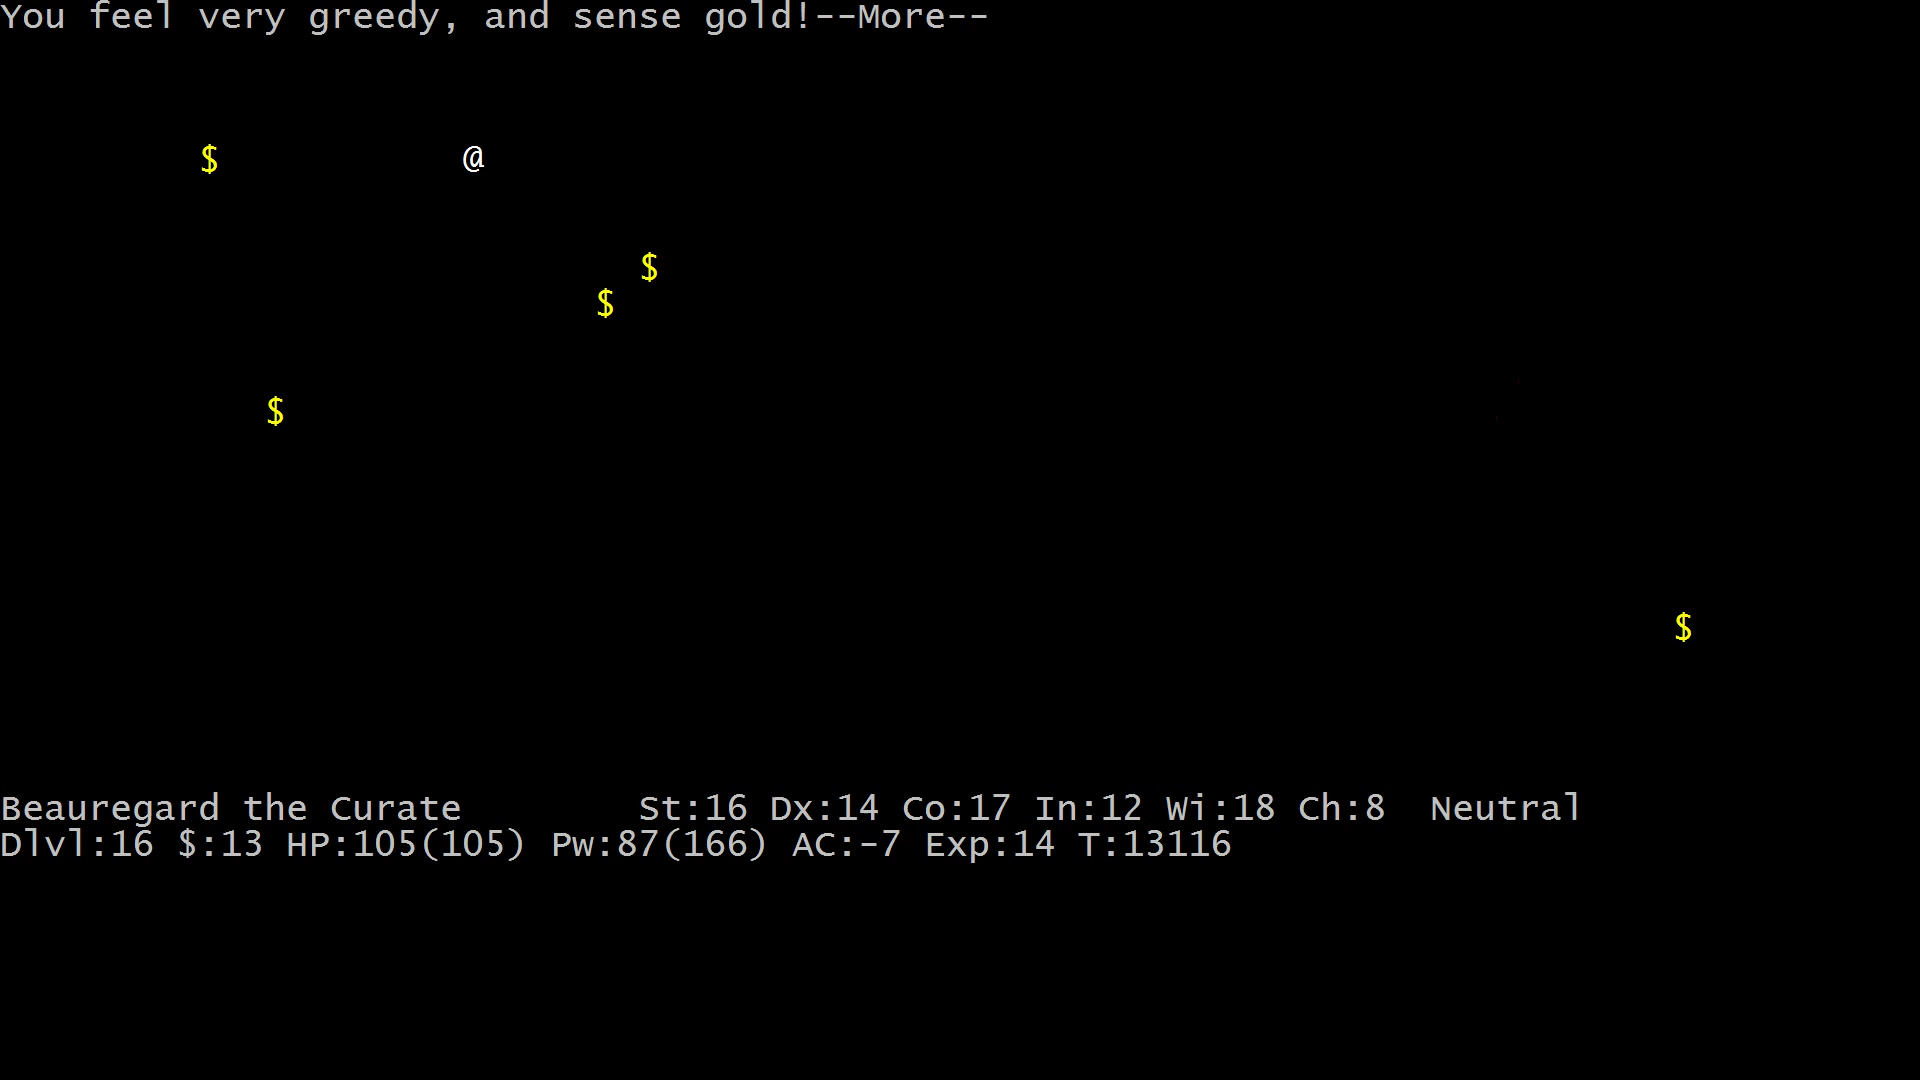 You feel very greedy, and sense gold!--More--
$ @
$
$
$
$
Beauregard the Curate St:16 Dx:14 Co:17 In:12 Wi:18 Ch:8 Neutral
Dlvl:16 $:13 HP:105(105) Pw:87(166) AC:-7 Exp:14 T:13116